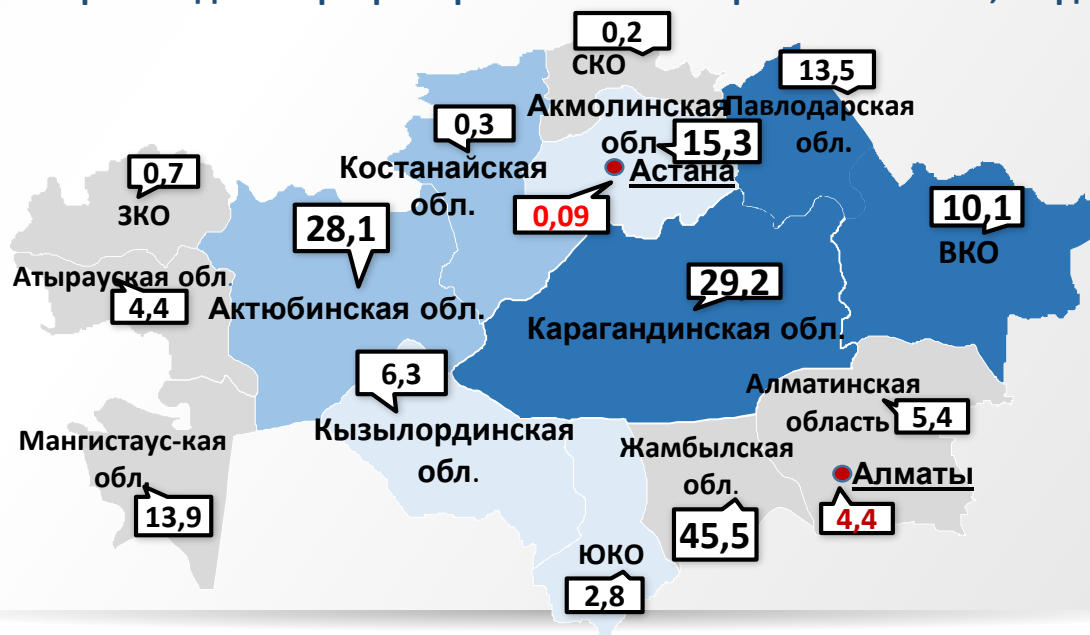 0,2
СКО
13,5
Акмолинская
обл.
15,3
Павлодарская
обл.
0,3
Костанайская
обл.
Астана
0,09
0,7
ЗКО
28,1
Актюбинская обл.
10,1
ВКО
Атырауская обл.
4,4
29,2
Карагандинская обл.
6,3
Кызылординская
обл.
Алматинская
область
5,4
Мангистаус-кая
обл.
13,9
Жамбылская
обл.
45,5
Алматы
4,4
ЮКО
2,8